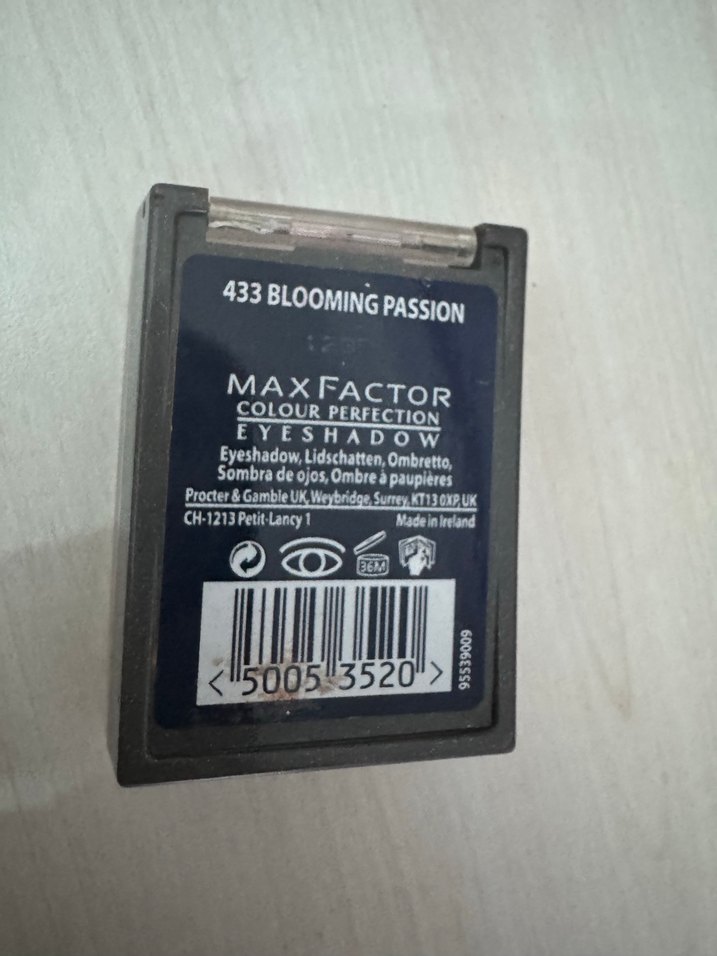 433 BLOOMING PASSION
MAXFACTOR
COLOUR PERFECTION
EYESHADOW
Eyeshadow, Lidschatten, Ombretto,
Sombra de ojos, Ombre à paupières
Procter & Gamble UK, Weybridge, Surrey, KT13 0XP, UK
CH-1213 Petit-Lancy 1 Made in Ireland
36M
95539009
< 5005 3520 >